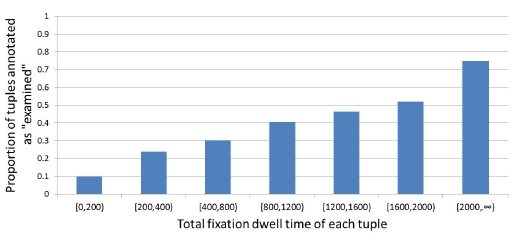 Proportion of tuples annotated
as "examined"
1
0.9
0.8
0.7
0.6
0.5
0.4
0.3
0.2
0.1
0
[0,200) [200,400) [400,800) [800,1200) [1200,1600) [1600,2000) [2000,∞)
Total fixation dwell time of each tuple